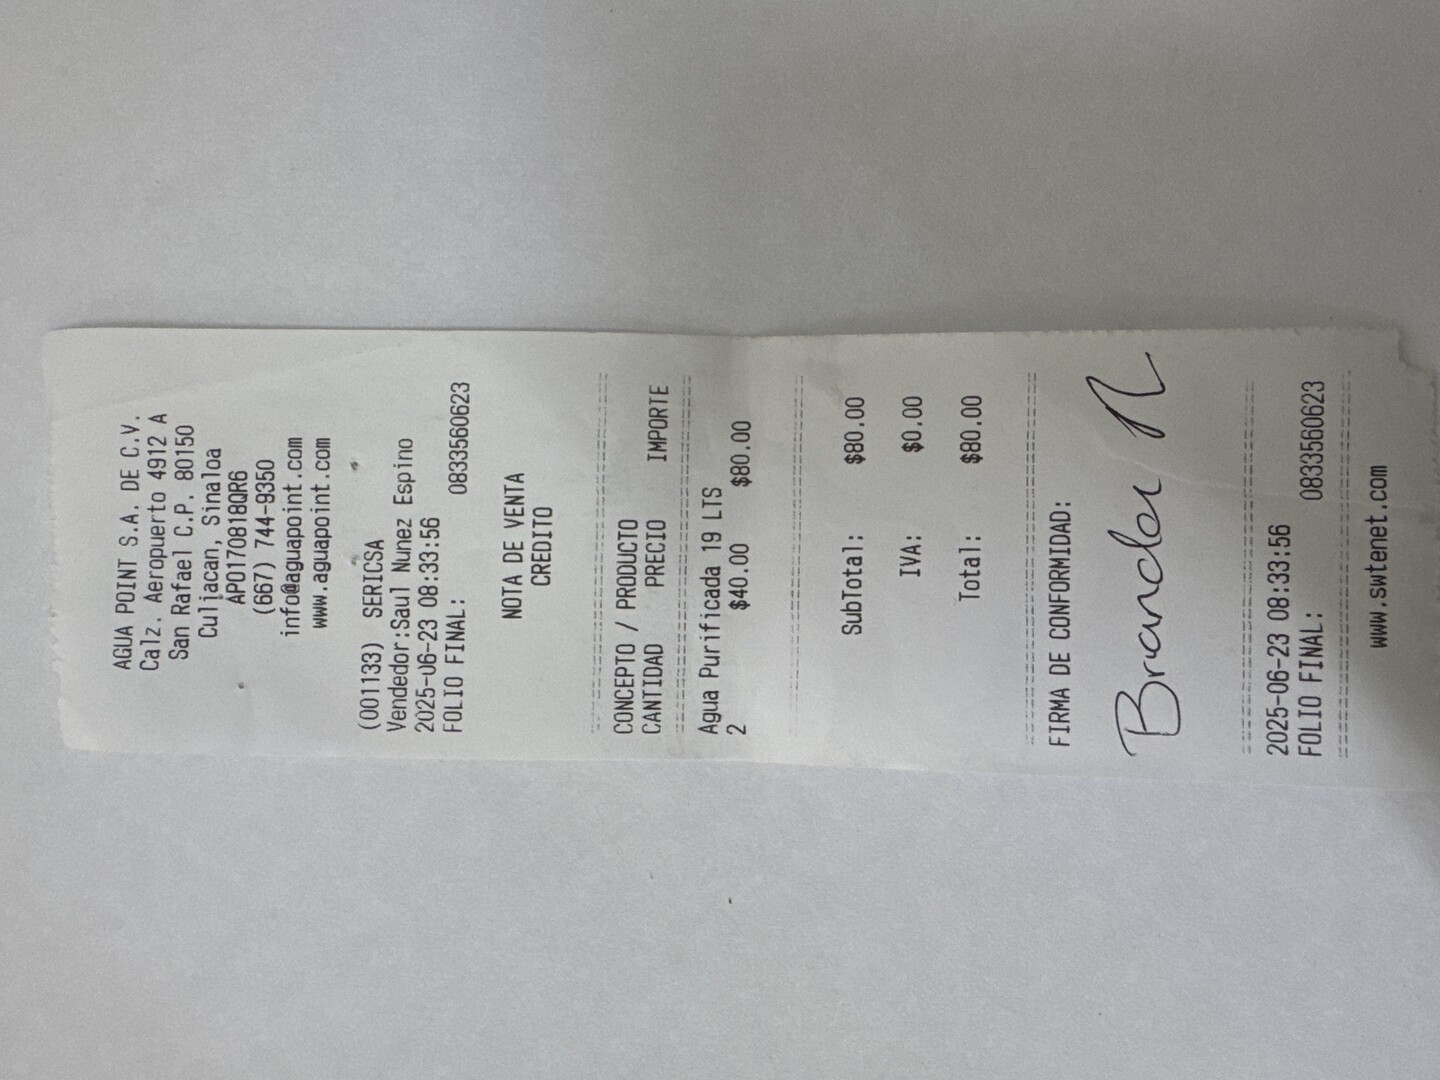 AGUA POINT S.A. DE C.V.
Calz. Aeropuerto 4912 A
San Rafael C.P. 80150
Culiacan, Sinaloa
APO170818QR6
(667) 744-9350
info@aguapoint.com
www.aguapoint.com
(001133) SERICSA
Vendedor:Saul Nunez Espino
2025-06-23 08:33:56
FOLIO FINAL: 0833560623
NOTA DE VENTA
CREDITO
CONCEPTO / PRODUCTO
CANTIDAD PRECIO IMPORTE
Agua Purificada 19 LTS
2 $40.00 $80.00
SubTotal: $80.00
IVA: $0.00
Total: $80.00
FIRMA DE CONFORMIDAD:
2025-06-23 08:33:56
FOLIO FINAL: 0833560623
www.swtenet.com